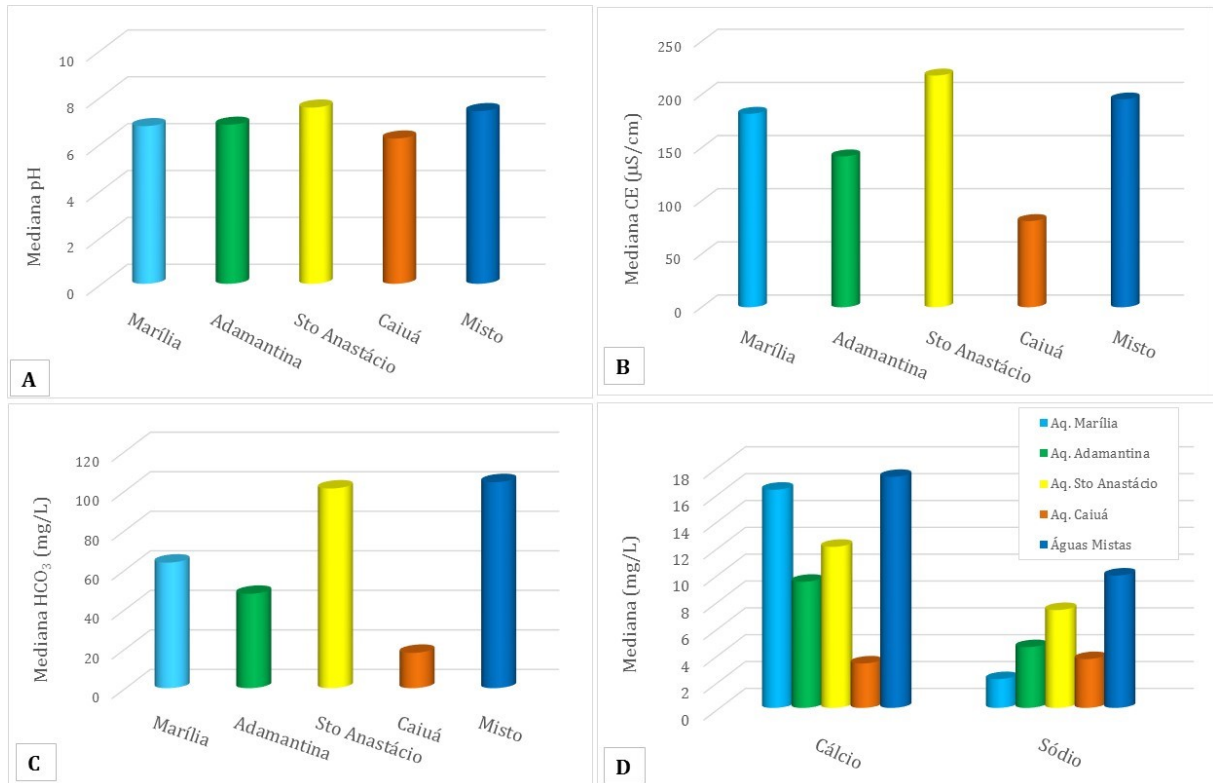 Mediana pH
10
8
6
4
2
0
Marília
Adamantina
Sto Anastácio
Caiuá
Misto
A
Mediana CE (µS/cm)
250
200
150
100
50
0
Marília
Adamantina
Sto Anastácio
Caiuá
Misto
B
Mediana HCO₃ (mg/L)
120
100
80
60
40
20
0
Marília
Adamantina
Sto Anastácio
Caiuá
Misto
C
Mediana (mg/L)
18
16
14
12
10
8
6
4
2
0
Cálcio
Sódio
Aq. Marília
Aq. Adamantina
Aq. Sto Anastácio
Aq. Caiuá
Águas Mistas
D